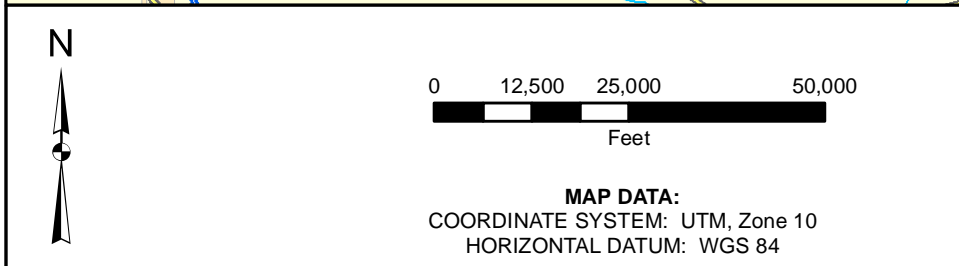 N
0 12,500 25,000 50,000
Feet
MAP DATA:
COORDINATE SYSTEM: UTM, Zone 10
HORIZONTAL DATUM: WGS 84